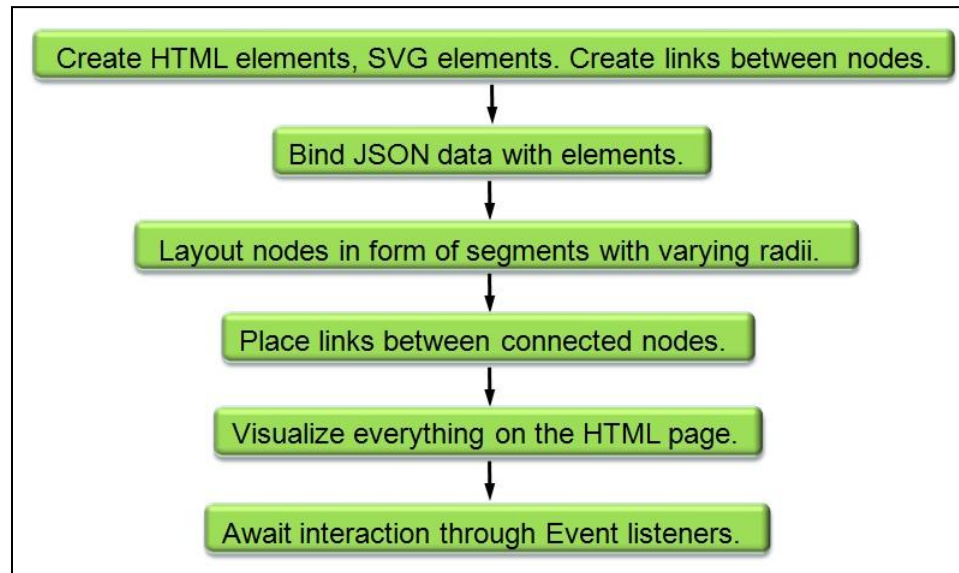 Create HTML elements, SVG elements. Create links between nodes.
Bind JSON data with elements.
Layout nodes in form of segments with varying radii.
Place links between connected nodes.
Visualize everything on the HTML page.
Await interaction through Event listeners.